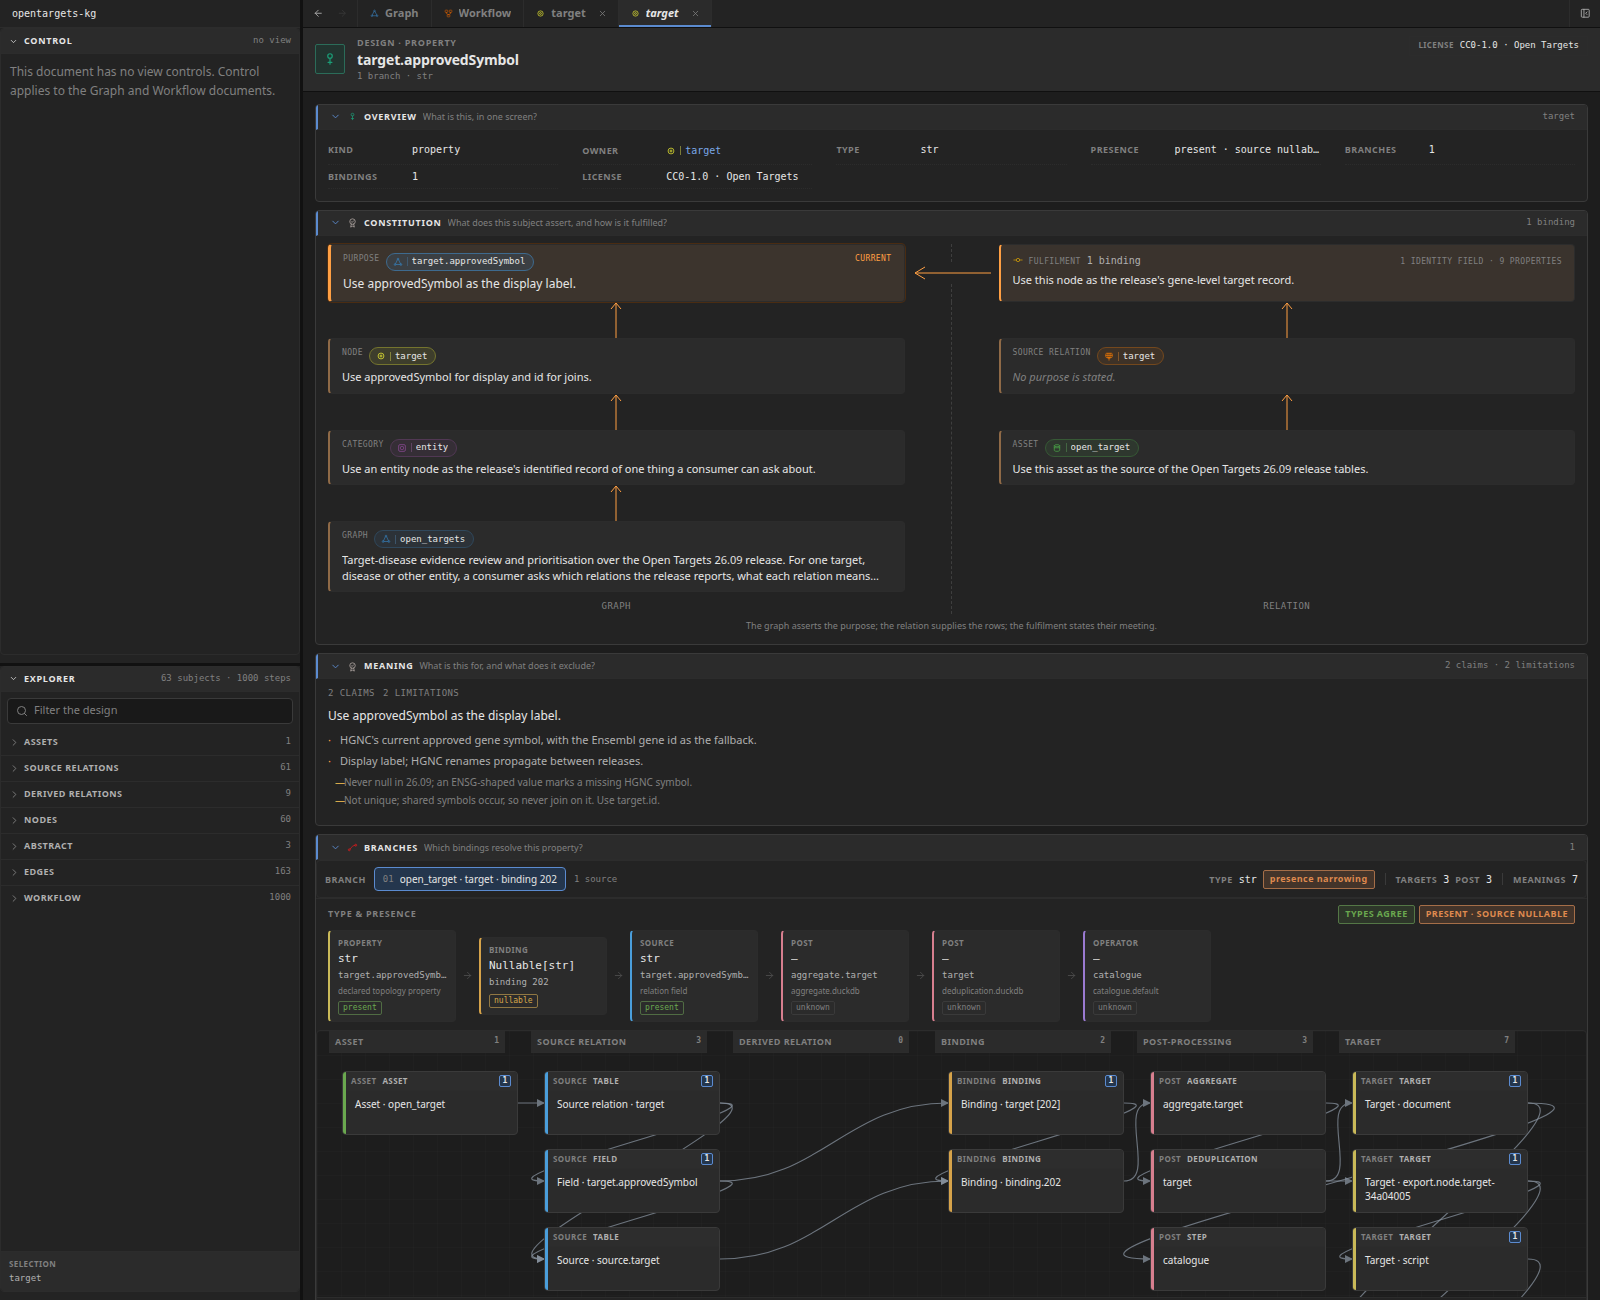 opentargets-kg
Graph
Workflow
target
target
CONTROL
no view
This document has no view controls. Control
applies to the Graph and Workflow documents.
EXPLORER
63 subjects · 1000 steps
Filter the design
ASSETS 1
SOURCE RELATIONS 61
DERIVED RELATIONS 9
NODES 60
ABSTRACT 3
EDGES 163
WORKFLOW 1000
SELECTION
target
DESIGN · PROPERTY
target.approvedSymbol
1 branch · str
LICENSE CC0-1.0 · Open Targets
OVERVIEW What is this, in one screen? target
KIND property
OWNER target
TYPE str
PRESENCE present · source nullab…
BRANCHES 1
BINDINGS 1
LICENSE CC0-1.0 · Open Targets
CONSTITUTION What does this subject assert, and how is it fulfilled? 1 binding
PURPOSE target.approvedSymbol CURRENT
Use approvedSymbol as the display label.
FULFILMENT 1 binding 1 IDENTITY FIELD · 9 PROPERTIES
Use this node as the release's gene-level target record.
NODE target
Use approvedSymbol for display and id for joins.
SOURCE RELATION target
No purpose is stated.
CATEGORY entity
Use an entity node as the release's identified record of one thing a consumer can ask about.
ASSET open_target
Use this asset as the source of the Open Targets 26.09 release tables.
GRAPH open_targets
Target-disease evidence review and prioritisation over the Open Targets 26.09 release. For one target,
disease or other entity, a consumer asks which relations the release reports, what each relation means…
GRAPH
RELATION
The graph asserts the purpose; the relation supplies the rows; the fulfilment states their meeting.
MEANING What is this for, and what does it exclude? 2 claims · 2 limitations
2 CLAIMS 2 LIMITATIONS
Use approvedSymbol as the display label.
· HGNC's current approved gene symbol, with the Ensembl gene id as the fallback.
· Display label; HGNC renames propagate between releases.
—Never null in 26.09; an ENSG-shaped value marks a missing HGNC symbol.
—Not unique; shared symbols occur, so never join on it. Use target.id.
BRANCHES Which bindings resolve this property? 1
BRANCH 01 open_target · target · binding 202 1 source
TYPE str presence narrowing TARGETS 3 POST 3 MEANINGS 7
TYPE & PRESENCE
TYPES AGREE
PRESENT · SOURCE NULLABLE
PROPERTY
str
target.approvedSymb…
declared topology property
present
BINDING
Nullable[str]
binding 202
nullable
SOURCE
str
target.approvedSymb…
relation field
present
POST
—
aggregate.target
aggregate.duckdb
unknown
POST
—
target
deduplication.duckdb
unknown
OPERATOR
—
catalogue
catalogue.default
unknown
ASSET 1
SOURCE RELATION 3
DERIVED RELATION 0
BINDING 2
POST-PROCESSING 3
TARGET 7
ASSET ASSET 1
Asset · open_target
SOURCE TABLE 1
Source relation · target
BINDING BINDING 1
Binding · target [202]
POST AGGREGATE
aggregate.target
TARGET TARGET 1
Target · document
SOURCE FIELD 1
Field · target.approvedSymbol
BINDING BINDING
Binding · binding.202
POST DEDUPLICATION
target
TARGET TARGET 1
Target · export.node.target-
34a04005
SOURCE TABLE
Source · source.target
POST STEP
catalogue
TARGET TARGET 1
Target · script